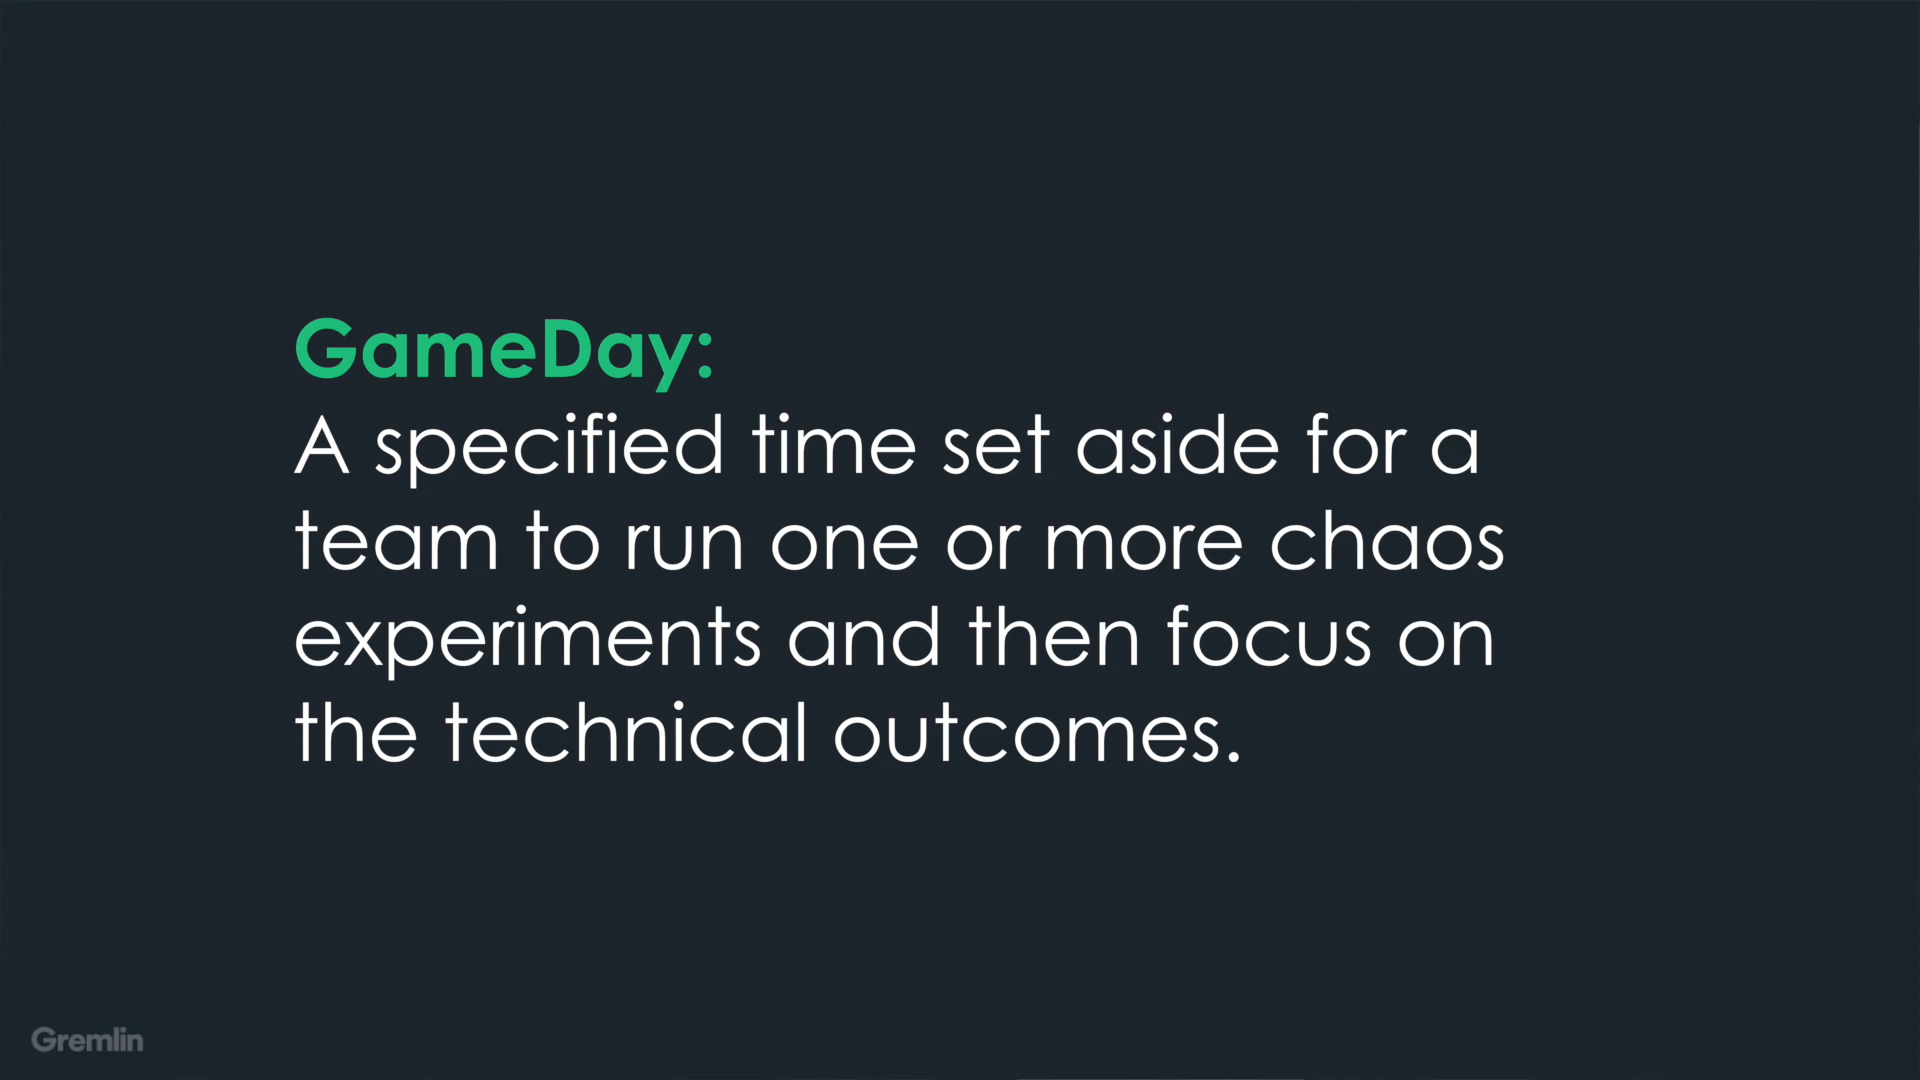 GameDay:
A specified time set aside for a
team to run one or more chaos
experiments and then focus on
the technical outcomes.
Gremlin